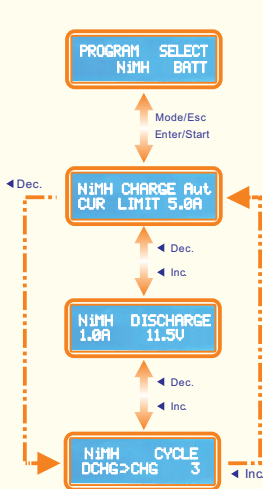 PROGRAM SELECT
NiMH BATT
Mode/Esc
Enter/Start
Dec.
NiMH CHARGE Aut
CUR LIMIT 5.0A
Dec.
Inc.
NiMH DISCHARGE
1.0A 11.5V
Dec.
Inc.
NiMH CYCLE
DCHG>CHG 3
Inc.